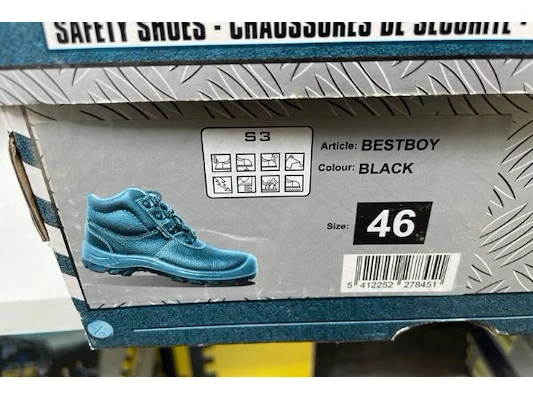 SAFETY SHOES - CHAUSSURES DE SÉCURITÉ -
S3
Article: BESTBOY
Colour: BLACK
Size: 46
5 412252 278451